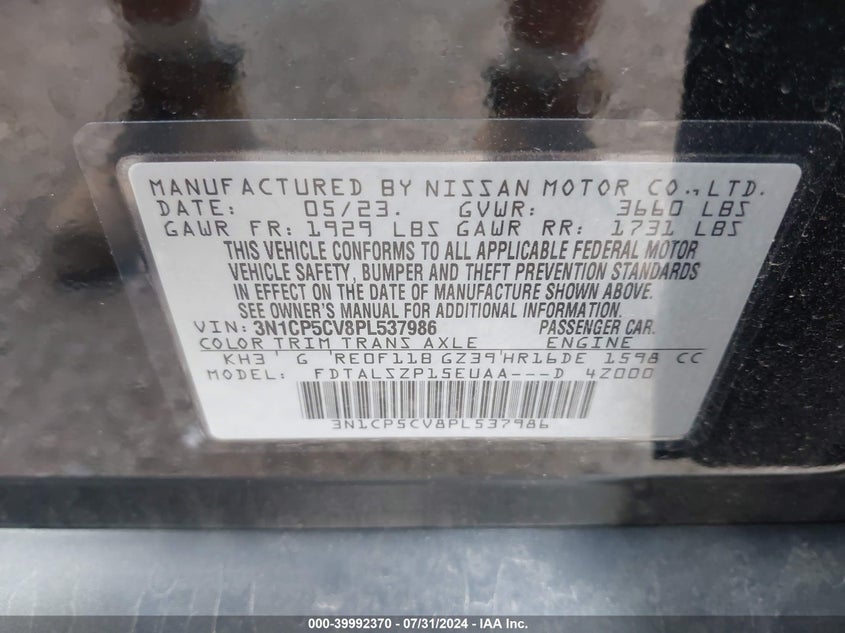 MANUFACTURED BY NISSAN MOTOR CO., LTD.
DATE: 05/23. GVWR: 3660 LBS
GAWR FR: 1929 LBS GAWR RR: 1731 LBS
THIS VEHICLE CONFORMS TO ALL APPLICABLE FEDERAL MOTOR
VEHICLE SAFETY, BUMPER AND THEFT PREVENTION STANDARDS
IN EFFECT ON THE DATE OF MANUFACTURE SHOWN ABOVE.
SEE OWNER'S MANUAL FOR ADDITIONAL INFORMATION.
VIN: 3N1CP5CV8PL537986 PASSENGER CAR.
COLOR TRIM TRANS AXLE ENGINE
KH3 G RE0F11B GZ39 HR16DE 1598 CC
MODEL: FDTALSZP15EUAA---D 4Z000
3N1CP5CV8PL537986
000-39992370 - 07/31/2024 - © IAA, Inc.